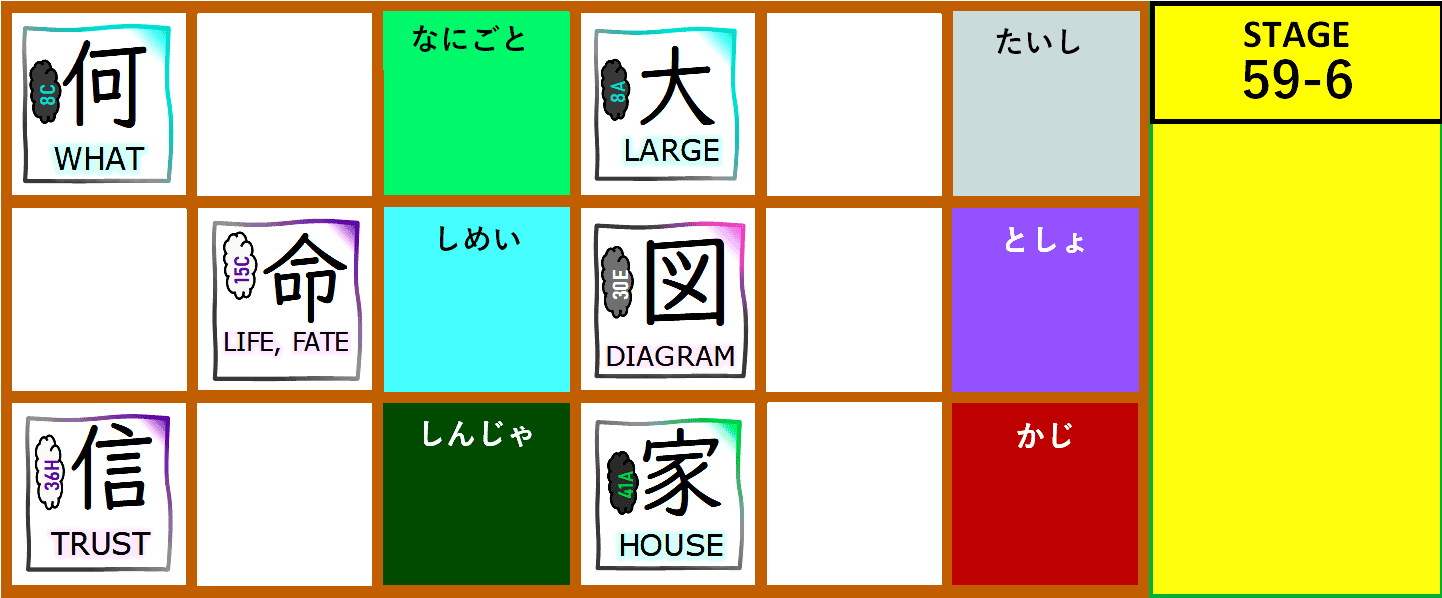 8C
何
WHAT
なにごと
8A
大
LARGE
たいし
STAGE
59-6
15C
命
LIFE, FATE
しめい
30E
図
DIAGRAM
としょ
36H
信
TRUST
しんじゃ
41A
家
HOUSE
かじ